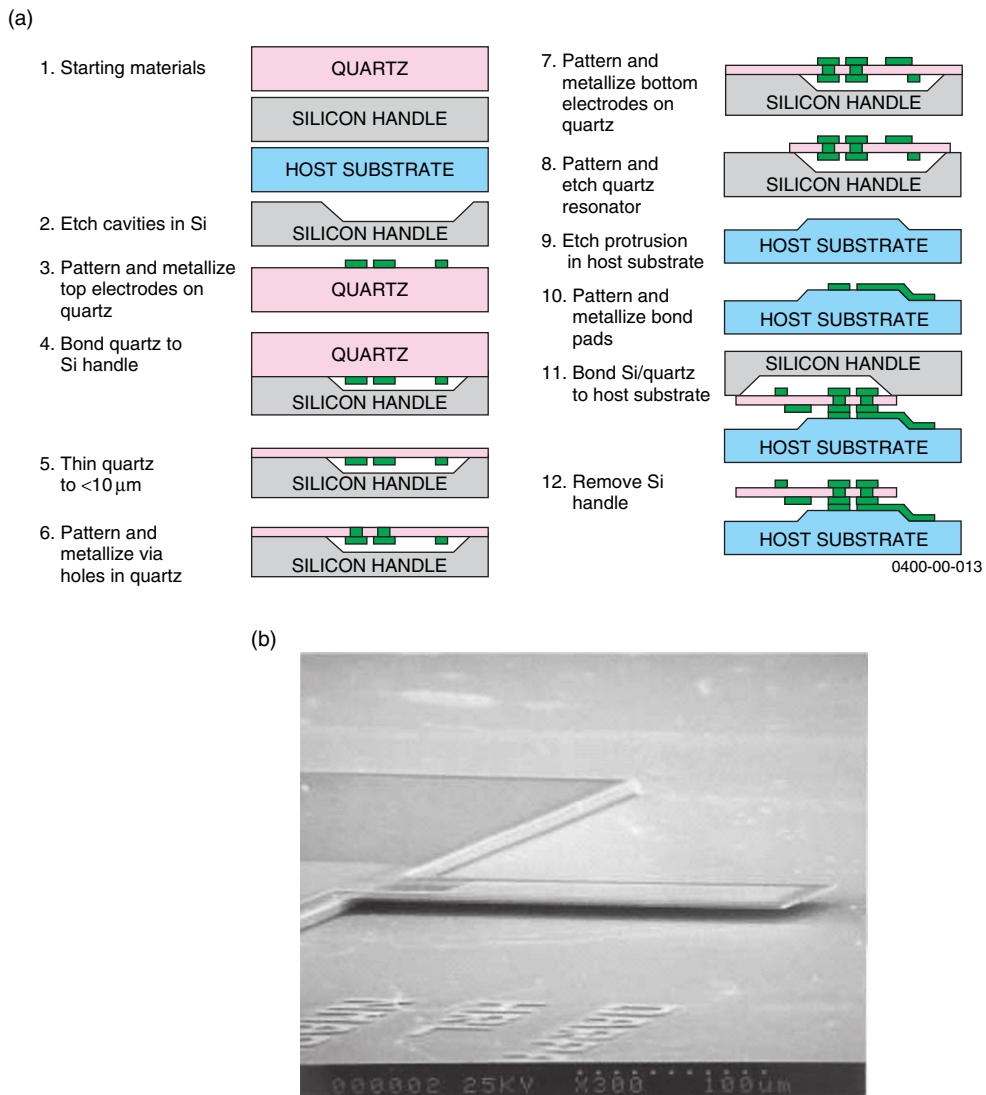 (a)
1. Starting materials
QUARTZ
SILICON HANDLE
HOST SUBSTRATE
2. Etch cavities in Si
SILICON HANDLE
3. Pattern and metallize
top electrodes on
quartz
QUARTZ
4. Bond quartz to
Si handle
QUARTZ
SILICON HANDLE
5. Thin quartz
to <10 μm
SILICON HANDLE
6. Pattern and
metallize via
holes in quartz
SILICON HANDLE
7. Pattern and
metallize bottom
electrodes on
quartz
SILICON HANDLE
8. Pattern and
etch quartz
resonator
SILICON HANDLE
9. Etch protrusion
in host substrate
HOST SUBSTRATE
10. Pattern and
metallize bond
pads
HOST SUBSTRATE
11. Bond Si/quartz
to host substrate
SILICON HANDLE
HOST SUBSTRATE
12. Remove Si
handle
HOST SUBSTRATE
0400-00-013
(b)
000002 25KV X300 100um